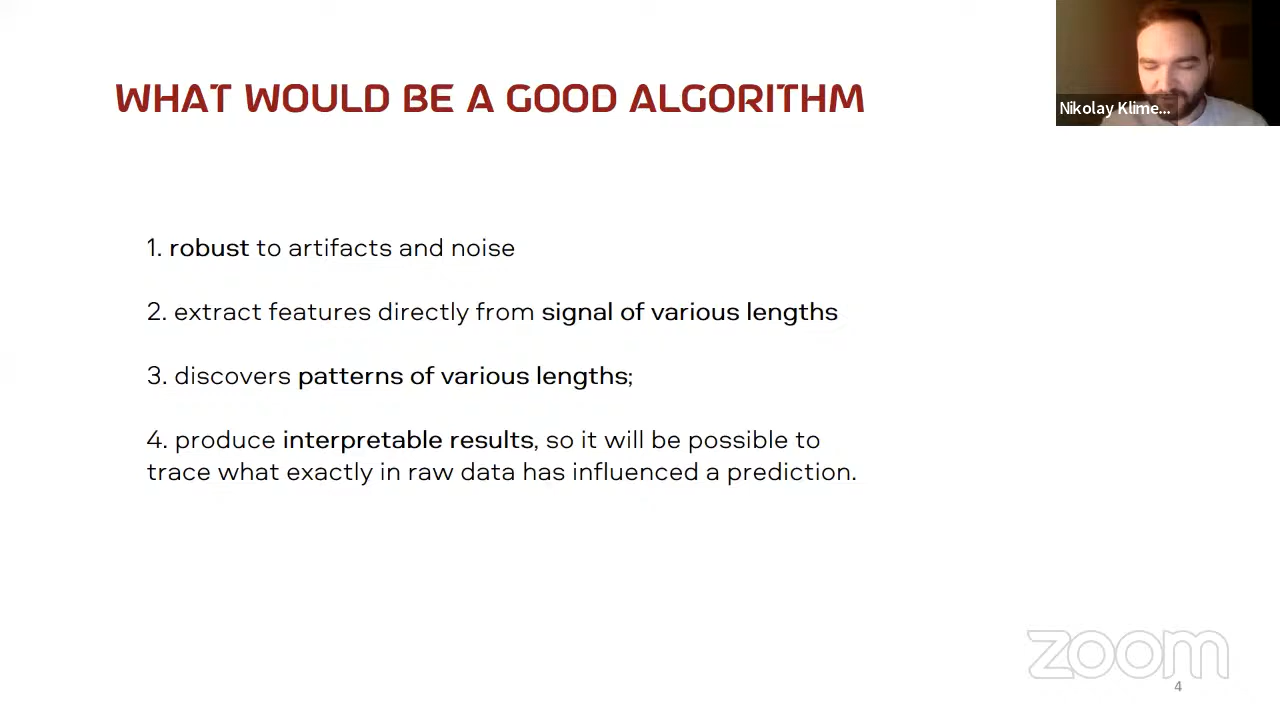 WHAT WOULD BE A GOOD ALGORITHM
Nikolay Klime...
1. robust to artifacts and noise
2. extract features directly from signal of various lengths
3. discovers patterns of various lengths;
4. produce interpretable results, so it will be possible to
trace what exactly in raw data has influenced a prediction.
zoom
4